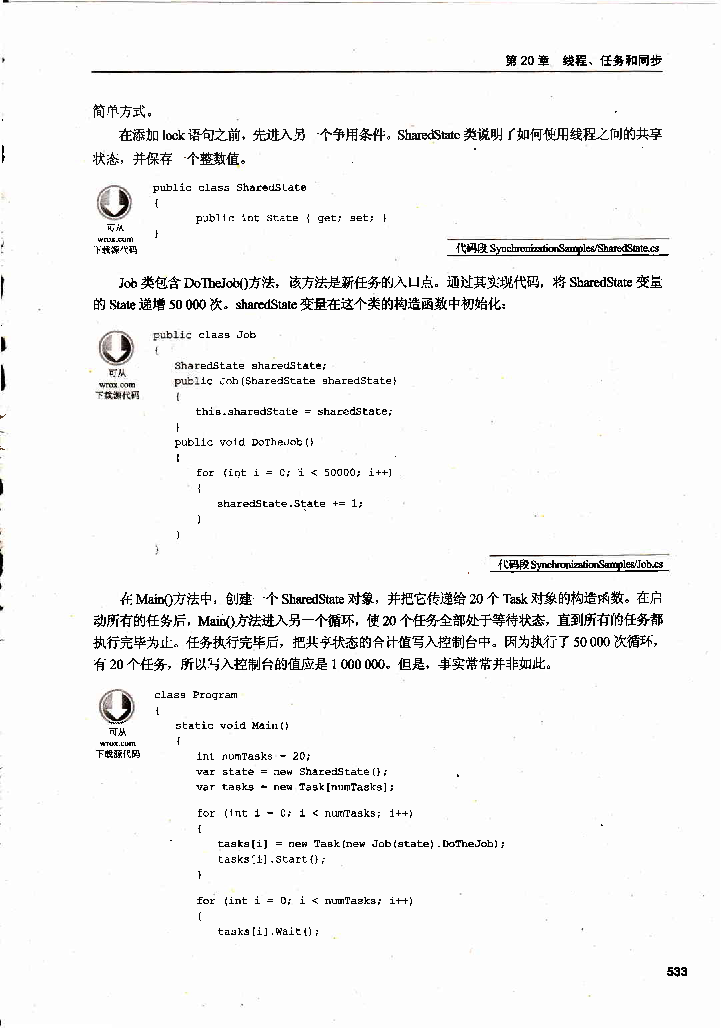 第 20 章 线程、任务和同步
简单方式。
在添加 lock 语句之前，先进入另一个争用条件。SharedState 类说明了如何使用线程之间的共享
状态，并保存一个整数值。
public class SharedState
{
public int State { get; set; }
}
可从
wrox.com
下载源代码
代码段 SynchronizationSamples/SharedState.cs
Job 类包含 DoTheJob()方法，该方法是新任务的入口点。通过其实现代码，将 SharedState 变量
的 State 递增 50 000 次。sharedState 变量在这个类的构造函数中初始化：
public class Job
{
SharedState sharedState;
public Job(SharedState sharedState)
{
this.sharedState = sharedState;
}
public void DoTheJob()
{
for (int i = 0; i < 50000; i++)
{
sharedState.State += 1;
}
}
}
可从
wrox.com
下载源代码
代码段 SynchronizationSamples/Job.cs
在 Main()方法中，创建一个 SharedState 对象，并把它传递给 20 个 Task 对象的构造函数。在启
动所有的任务后，Main()方法进入另一个循环，使 20 个任务全部处于等待状态，直到所有的任务都
执行完毕为止。任务执行完毕后，把共享状态的合计值写入控制台中。因为执行了 50 000 次循环，
有 20 个任务，所以写入控制台的值应是 1 000 000。但是，事实常常并非如此。
class Program
{
static void Main()
{
int numTasks = 20;
var state = new SharedState();
var tasks = new Task[numTasks];
for (int i = 0; i < numTasks; i++)
{
tasks[i] = new Task(new Job(state).DoTheJob);
tasks[i].Start();
}
for (int i = 0; i < numTasks; i++)
{
tasks[i].Wait();
可从
wrox.com
下载源代码
533